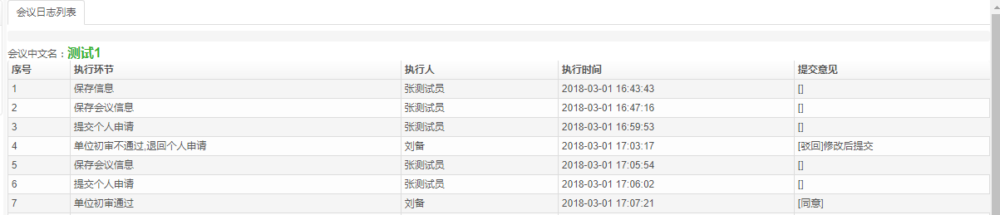 会议日志列表
会议中文名：测试1
序号 执行环节 执行人 执行时间 提交意见
1 保存信息 张测试员 2018-03-01 16:43:43 []
2 保存会议信息 张测试员 2018-03-01 16:47:16 []
3 提交个人申请 张测试员 2018-03-01 16:59:53 []
4 单位初审不通过,退回个人申请 刘备 2018-03-01 17:03:17 [驳回]修改后提交
5 保存会议信息 张测试员 2018-03-01 17:05:54 []
6 提交个人申请 张测试员 2018-03-01 17:06:02 []
7 单位初审通过 刘备 2018-03-01 17:07:21 [同意]